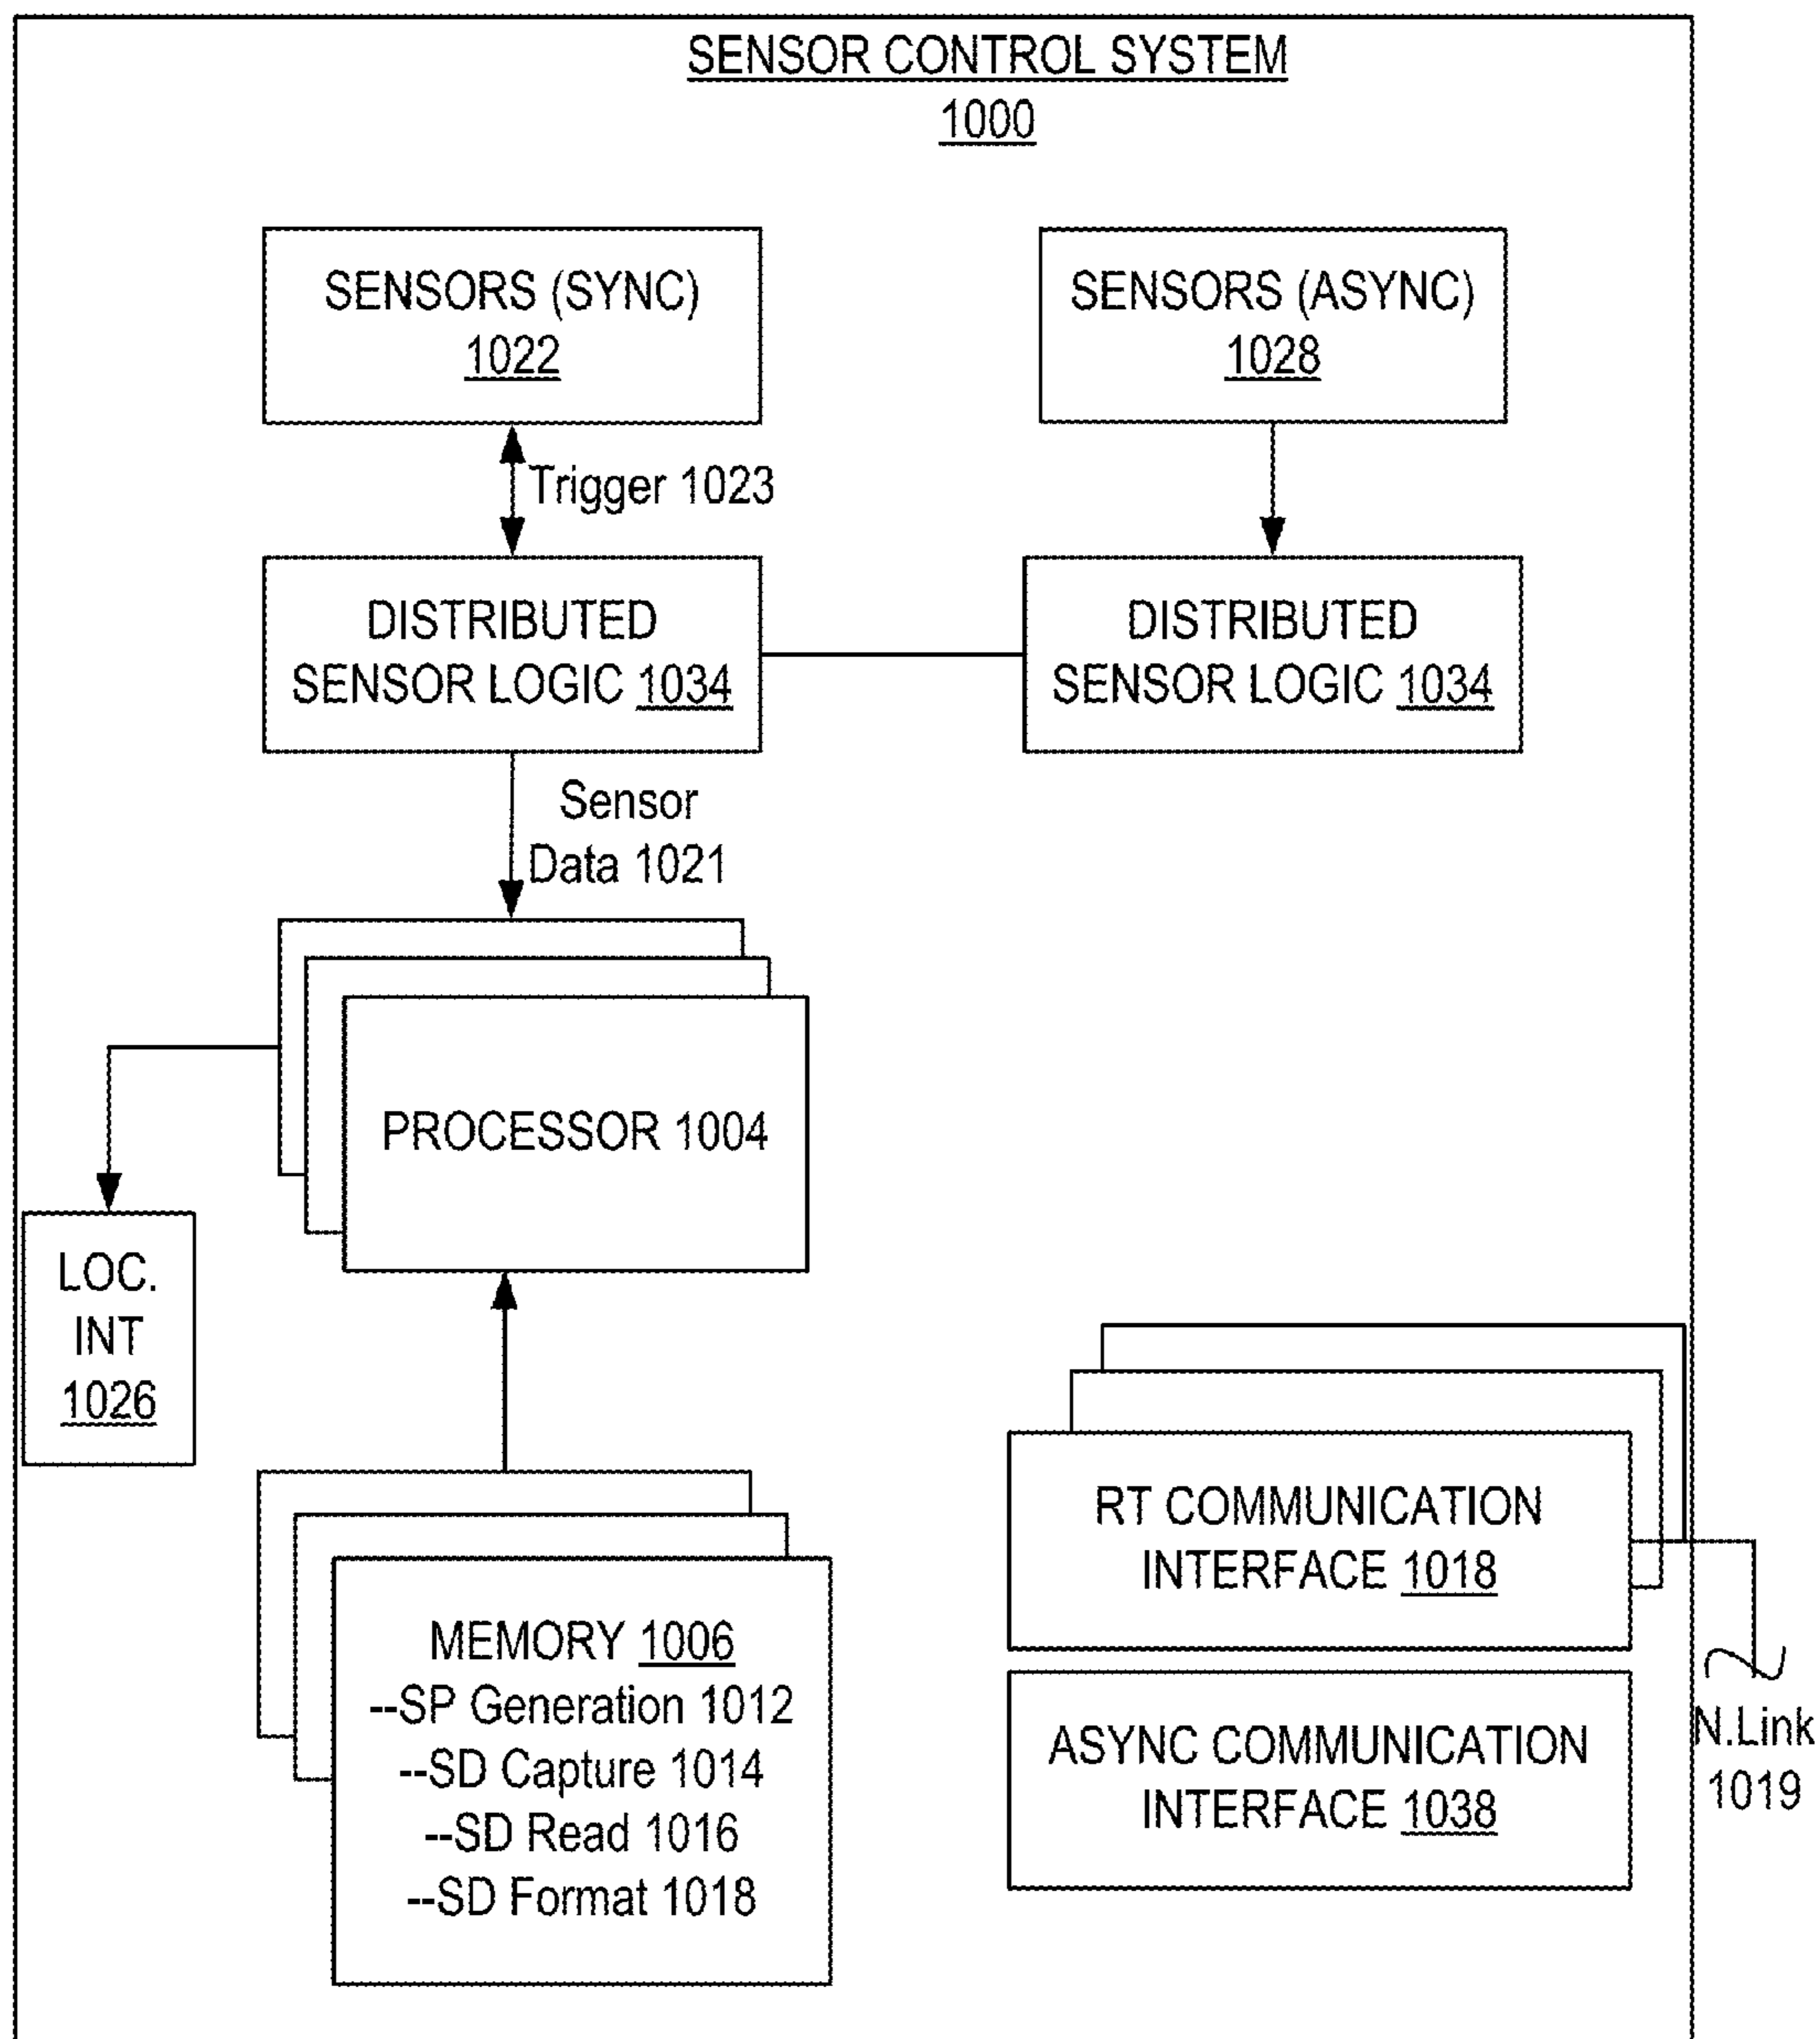 SENSOR CONTROL SYSTEM
1000
SENSORS (SYNC)
1022
SENSORS (ASYNC)
1028
Trigger 1023
DISTRIBUTED
SENSOR LOGIC 1034
DISTRIBUTED
SENSOR LOGIC 1034
Sensor
Data 1021
PROCESSOR 1004
LOC.
INT
1026
RT COMMUNICATION
INTERFACE 1018
MEMORY 1006
--SP Generation 1012
--SD Capture 1014
--SD Read 1016
--SD Format 1018
ASYNC COMMUNICATION
INTERFACE 1038
N.Link
1019